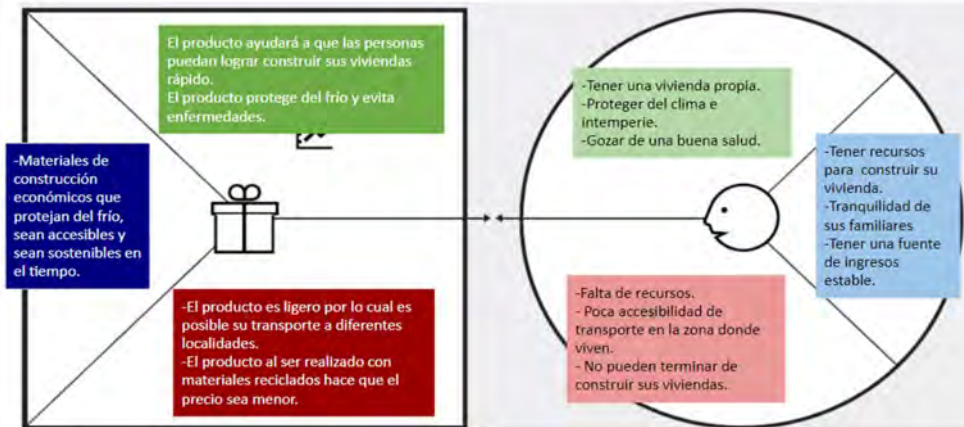 El producto ayudará a que las personas
puedan lograr construir sus viviendas
rápido.
El producto protege del frío y evita
enfermedades.
-Materiales de
construcción
económicos que
protejan del frío,
sean accesibles y
sean sostenibles en
el tiempo.
-El producto es ligero por lo cual es
posible su transporte a diferentes
localidades.
-El producto al ser realizado con
materiales reciclados hace que el
precio sea menor.
-Tener una vivienda propia.
-Proteger del clima e
intemperie.
-Gozar de una buena salud.
-Tener recursos
para construir su
vivienda.
-Tranquilidad de
sus familiares
-Tener una fuente
de ingresos
estable.
-Falta de recursos.
- Poca accesibilidad de
transporte en la zona donde
viven.
- No pueden terminar de
construir sus viviendas.